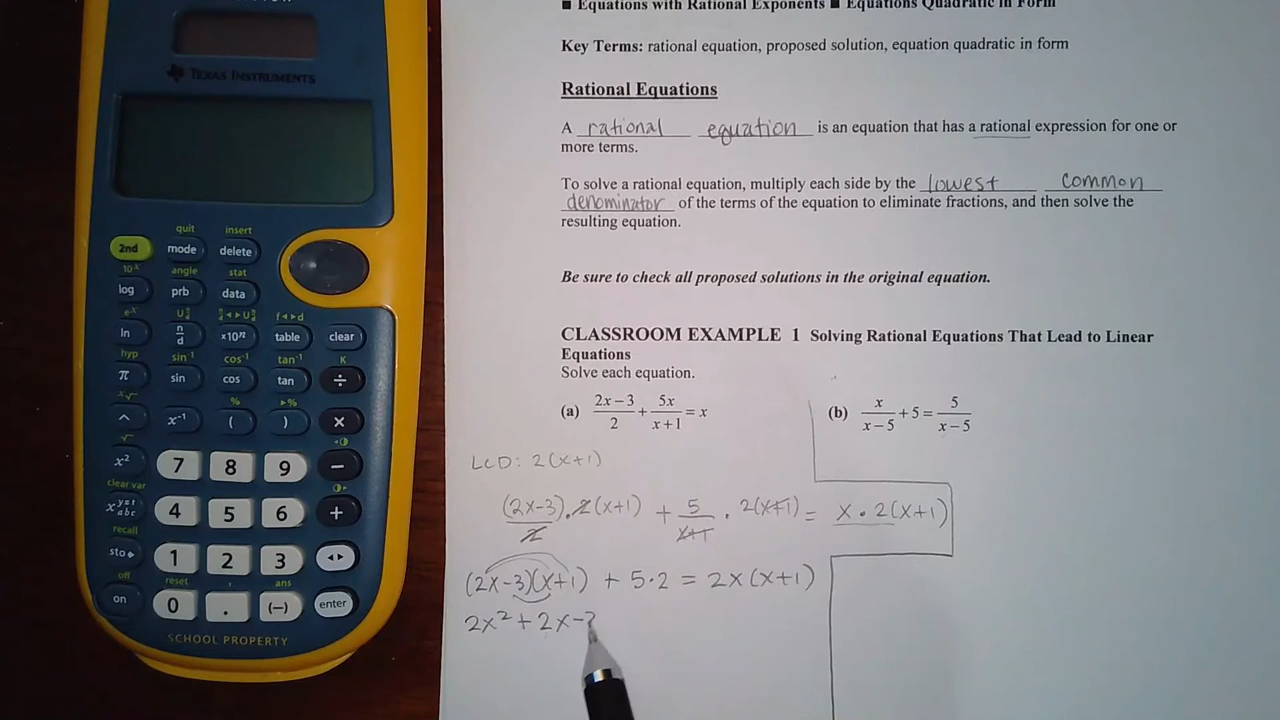 ■ Equations with Rational Exponents ■ Equations Quadratic in Form
Key Terms: rational equation, proposed solution, equation quadratic in form
Rational Equations
A rational equation is an equation that has a rational expression for one or
more terms.
To solve a rational equation, multiply each side by the lowest common
denominator of the terms of the equation to eliminate fractions, and then solve the
resulting equation.
Be sure to check all proposed solutions in the original equation.
CLASSROOM EXAMPLE 1 Solving Rational Equations That Lead to Linear
Equations
Solve each equation.
(a) (2x-3)/2 + 5x/(x+1) = x
(b) x/(x-5) + 5 = 5/(x-5)
LCD: 2(x+1)
(2x-3)/2 · 2(x+1) + 5/(x+1) · 2(x+1) = x · 2(x+1)
(2x-3)(x+1) + 5·2 = 2x(x+1)
2x² + 2x -
TEXAS INSTRUMENTS
quit insert
2nd mode delete
10ˣ angle stat
log prb data
eˣ f◄►d
ln n/d ×10ⁿ table clear
hyp sin⁻¹ cos⁻¹ tan⁻¹ K
π sin cos tan ÷
x√ % ►%
^ x⁻¹ ( ) ×
√
x² 7 8 9 −
clear var
x y z t a b c 4 5 6 +
recall
sto► 1 2 3 ◄►
off reset , ans
on 0 . (−) enter
SCHOOL PROPERTY